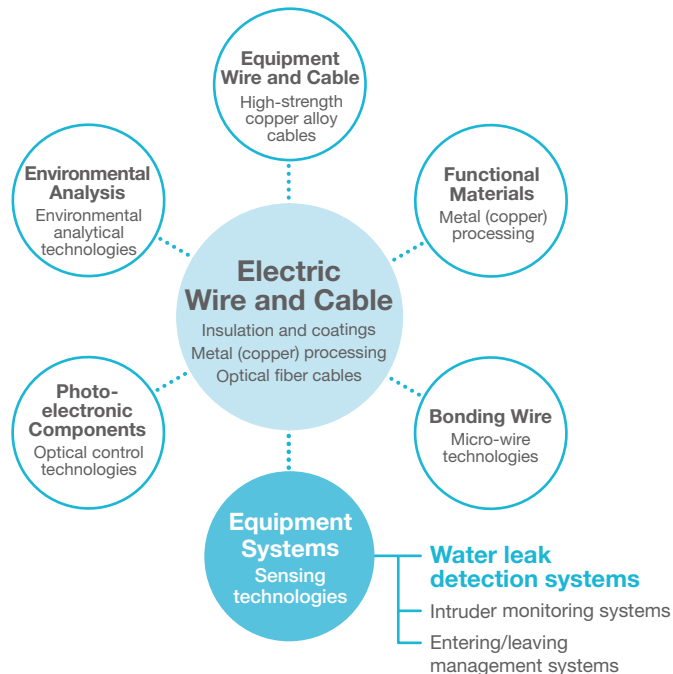 Equipment
Wire and Cable
High-strength
copper alloy
cables
Environmental
Analysis
Environmental
analytical
technologies
Functional
Materials
Metal (copper)
processing
Electric
Wire and Cable
Insulation and coatings
Metal (copper) processing
Optical fiber cables
Photo-
electronic
Components
Optical control
technologies
Bonding Wire
Micro-wire
technologies
Equipment
Systems
Sensing
technologies
Water leak
detection systems
Intruder monitoring systems
Entering/leaving
management systems